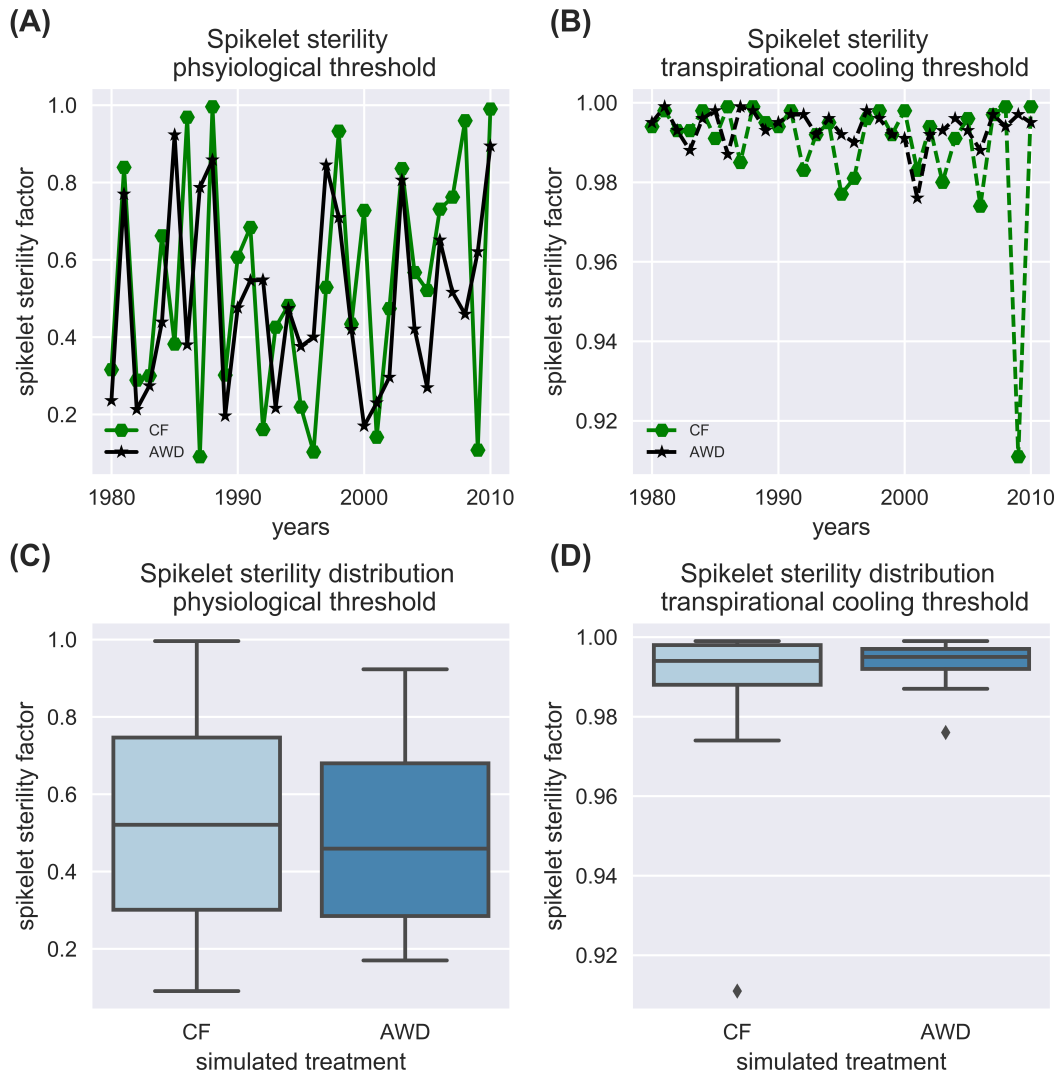 (A)
Spikelet sterility
phsyiological threshold
1.0
0.8
0.6
0.4
0.2
spikelet sterility factor
CF
AWD
1980
1990
2000
2010
years
(B)
Spikelet sterility
transpirational cooling threshold
1.00
0.98
0.96
0.94
0.92
spikelet sterility factor
CF
AWD
1980
1990
2000
2010
years
(C)
Spikelet sterility distribution
physiological threshold
1.0
0.8
0.6
0.4
0.2
spikelet sterility factor
CF
AWD
simulated treatment
(D)
Spikelet sterility distribution
transpirational cooling threshold
1.00
0.98
0.96
0.94
0.92
spikelet sterility factor
CF
AWD
simulated treatment